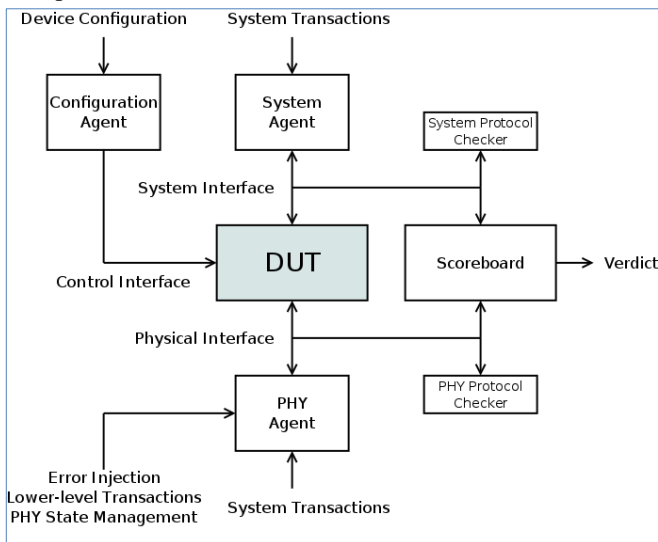 Device Configuration
System Transactions
Configuration
Agent
System
Agent
System Protocol
Checker
System Interface
DUT
Scoreboard
Verdict
Control Interface
Physical Interface
PHY
Agent
PHY Protocol
Checker
Error Injection
Lower-level Transactions
PHY State Management
System Transactions